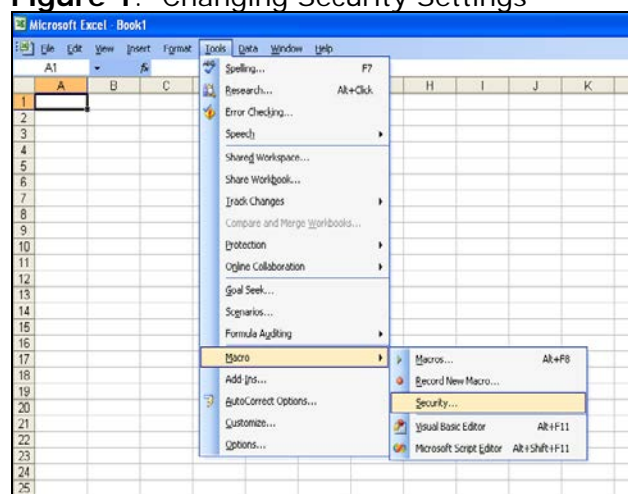 Figure 1: Changing Security Settings
Microsoft Excel - Book1
File Edit View Insert Format Tools Data Window Help
A1 fx
A B C H I J K
1
2
3
4
5
6
7
8
9
10
11
12
13
14
15
16
17
18
19
20
21
22
23
24
25
Spelling... F7
Research... Alt+Click
Error Checking...
Speech
Shared Workspace...
Share Workbook...
Track Changes
Compare and Merge Workbooks...
Protection
Online Collaboration
Goal Seek...
Scenarios...
Formula Auditing
Macro
Add-Ins...
AutoCorrect Options...
Customize...
Options...
Macros... Alt+F8
Record New Macro...
Security...
Visual Basic Editor Alt+F11
Microsoft Script Editor Alt+Shift+F11